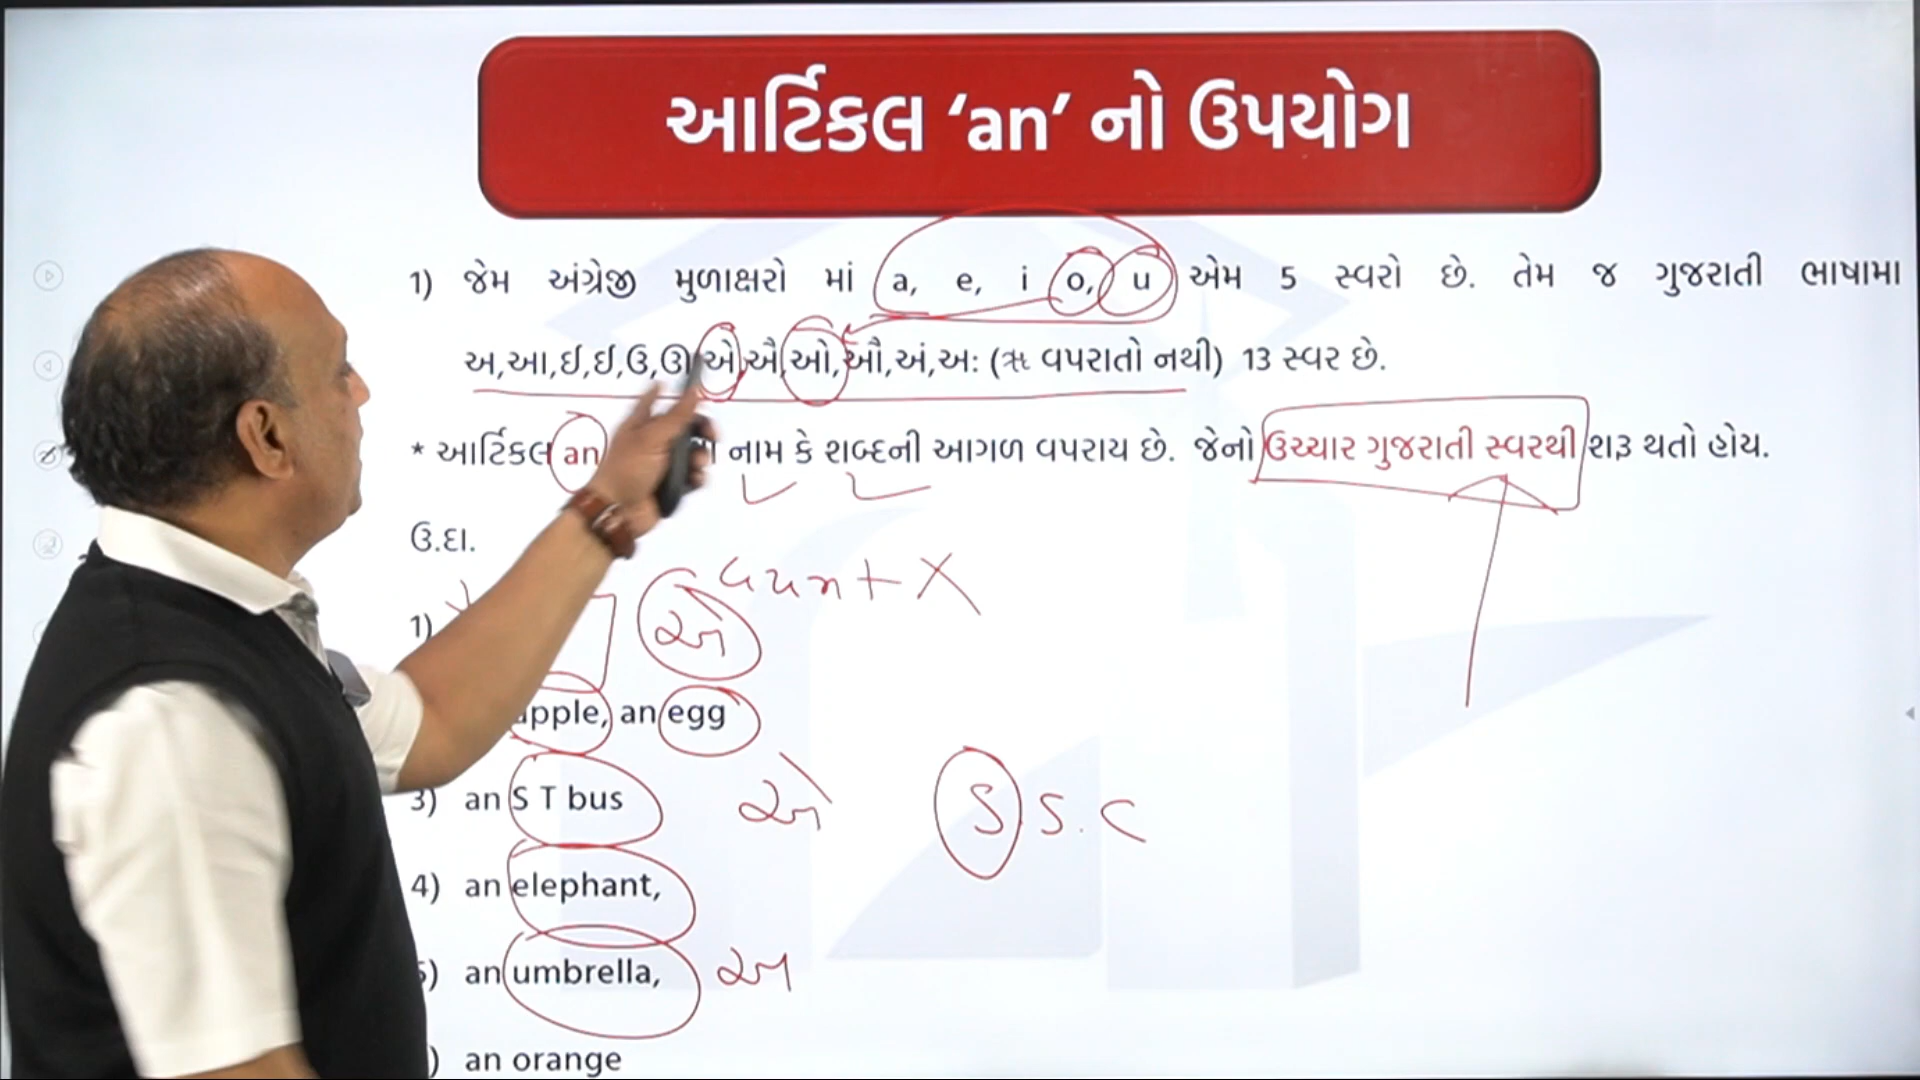 આર્ટિકલ ‘an’ નો ઉપયોગ
1) જેમ અંગ્રેજી મુળાક્ષરો માં a, e, i o, u એમ 5 સ્વરો છે. તેમ જ ગુજરાતી ભાષામા
અ,આ,ઇ,ઈ,ઉ,ઊ એ,ઐ,ઓ,ઔ,અં,અ: (ઋ વપરાતો નથી) 13 સ્વર છે.
* આર્ટિકલ an નામ કે શબ્દની આગળ વપરાય છે. જેનો ઉચ્ચાર ગુજરાતી સ્વરથી શરૂ થતો હોય.
ઉ.દા.
1) એ
apple, an egg
3) an S T bus એ S S. C
4) an elephant,
5) an umbrella, અ
) an orange